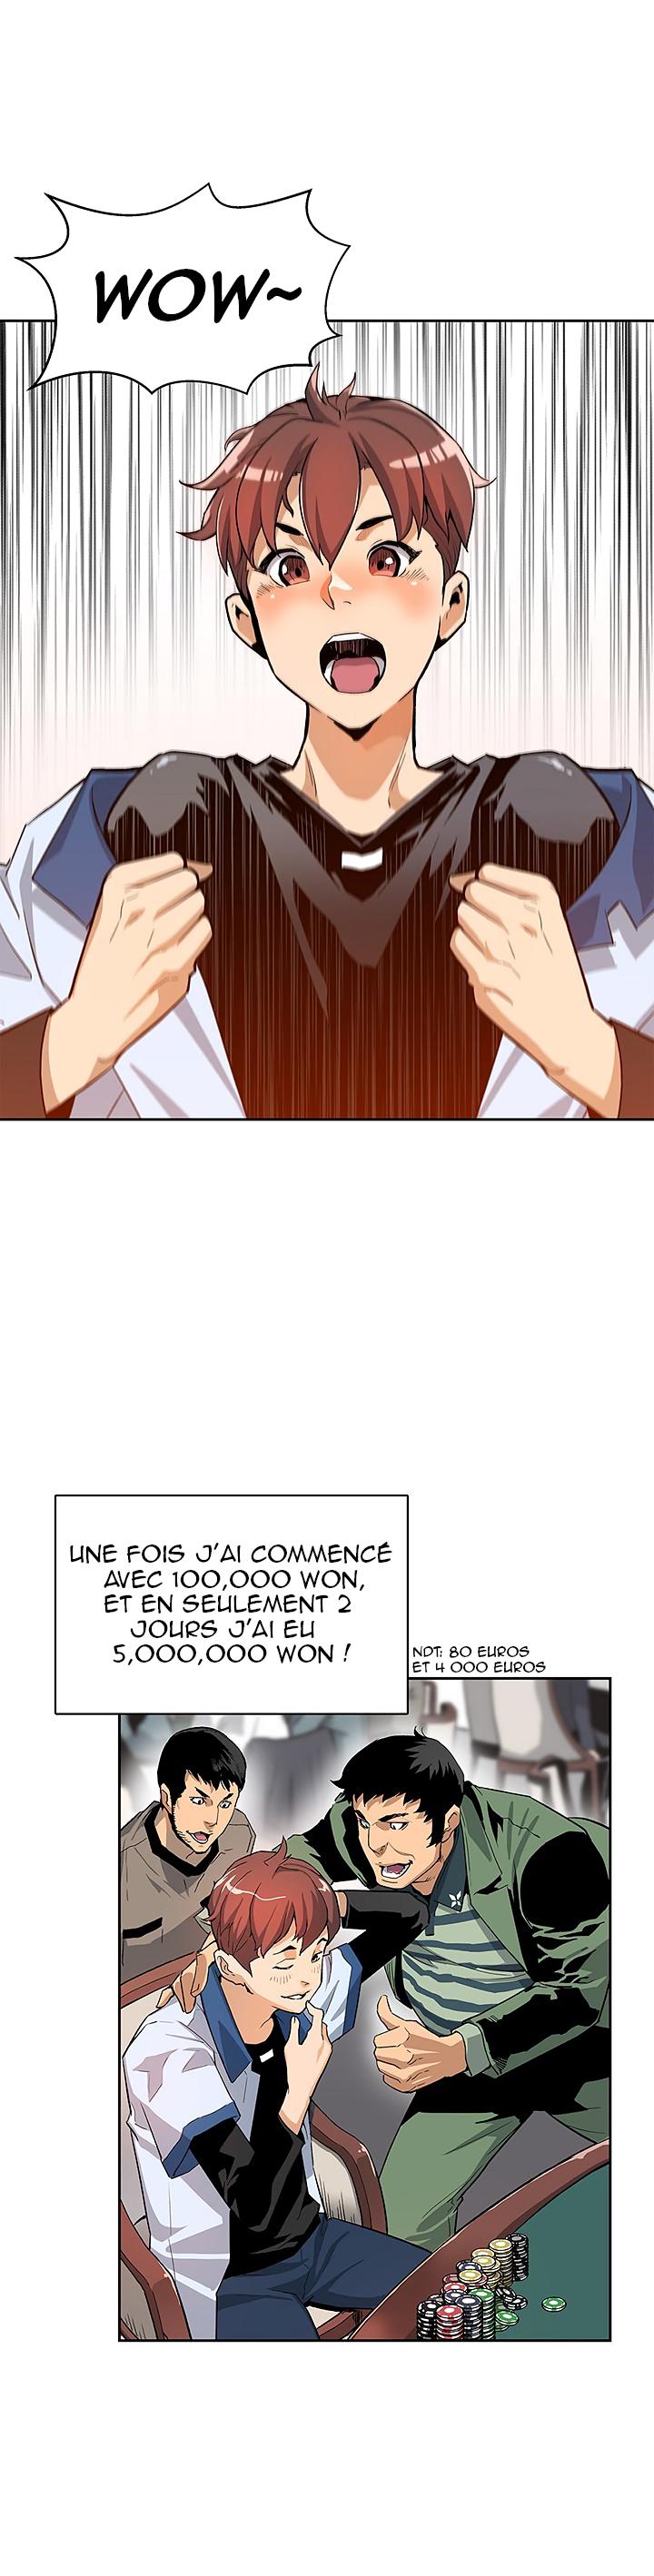 WOW~
UNE FOIS J'AI COMMENCÉ
AVEC 100,000 WON,
ET EN SEULEMENT 2
JOURS J'AI EU
5,000,000 WON !
NDT: 80 EUROS
ET 4 000 EUROS